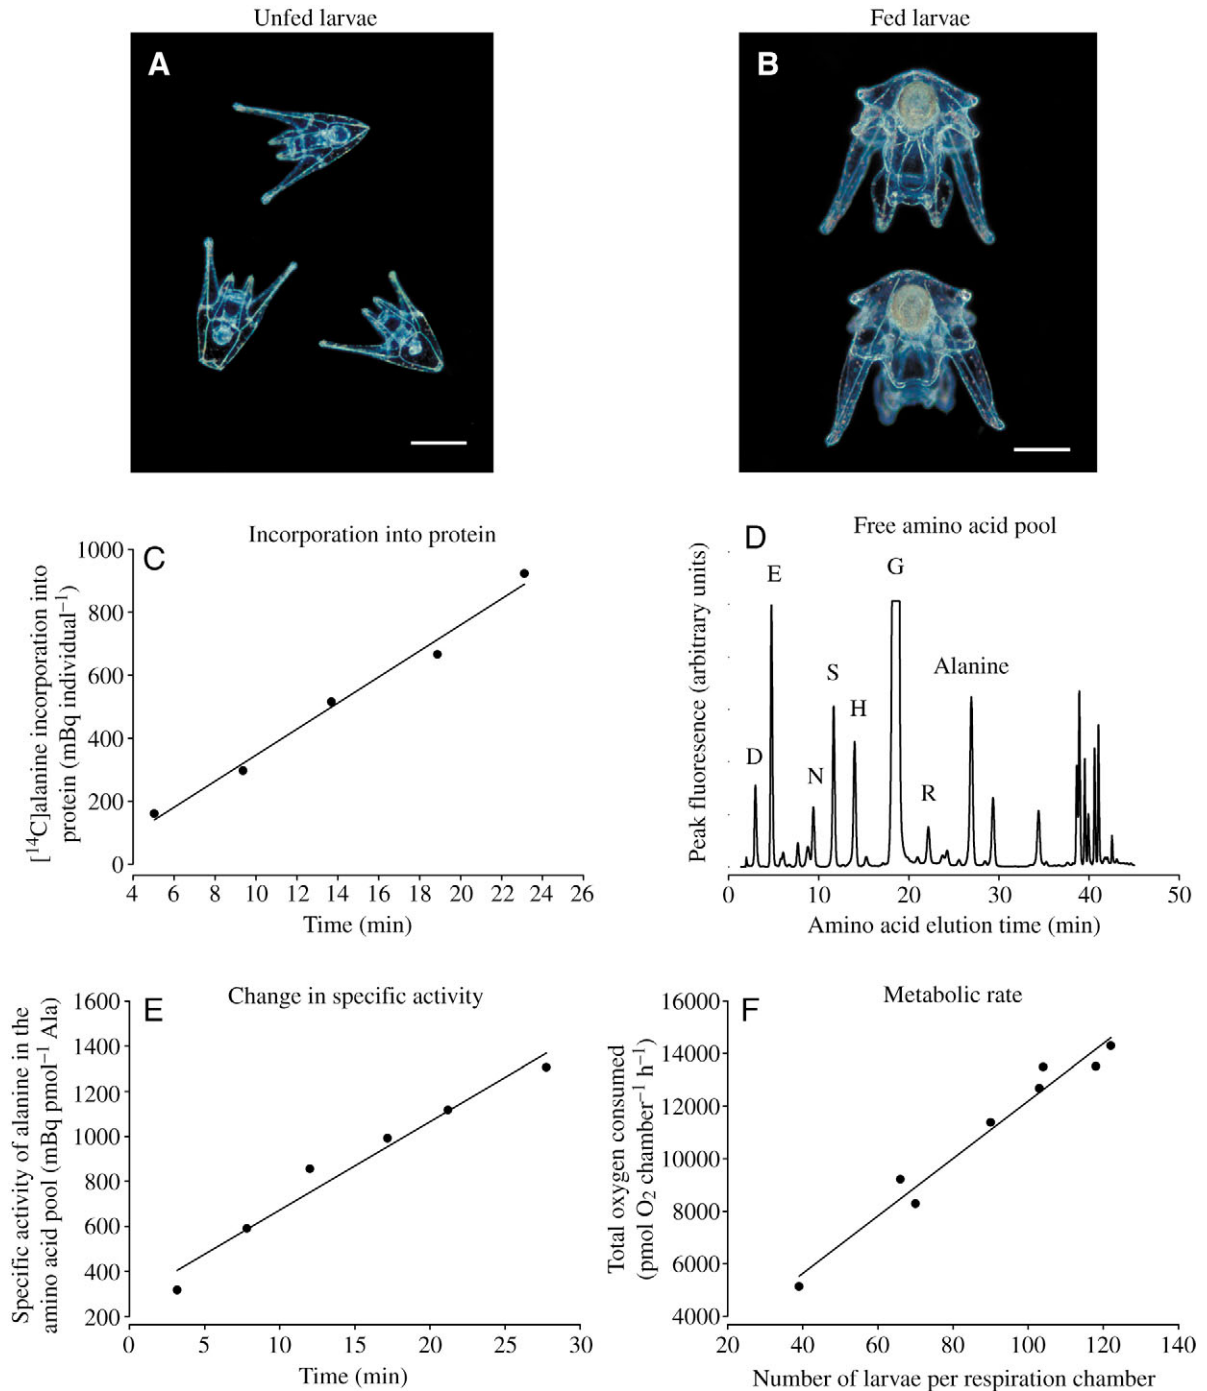 Unfed larvae
Fed larvae
A
B
Incorporation into protein
C
[¹⁴C]alanine incorporation into
protein (mBq individual⁻¹)
1000
800
600
400
200
0
4 6 8 10 12 14 16 18 20 22 24 26
Time (min)
Free amino acid pool
D
Peak fluoresence (arbitrary units)
D
E
N
S
H
G
R
Alanine
0 10 20 30 40 50
Amino acid elution time (min)
Change in specific activity
E
Specific activity of alanine in the
amino acid pool (mBq pmol⁻¹ Ala)
1600
1400
1200
1000
800
600
400
200
0 5 10 15 20 25 30
Time (min)
Metabolic rate
F
Total oxygen consumed
(pmol O₂ chamber⁻¹ h⁻¹)
16000
14000
12000
10000
8000
6000
4000
20 40 60 80 100 120 140
Number of larvae per respiration chamber